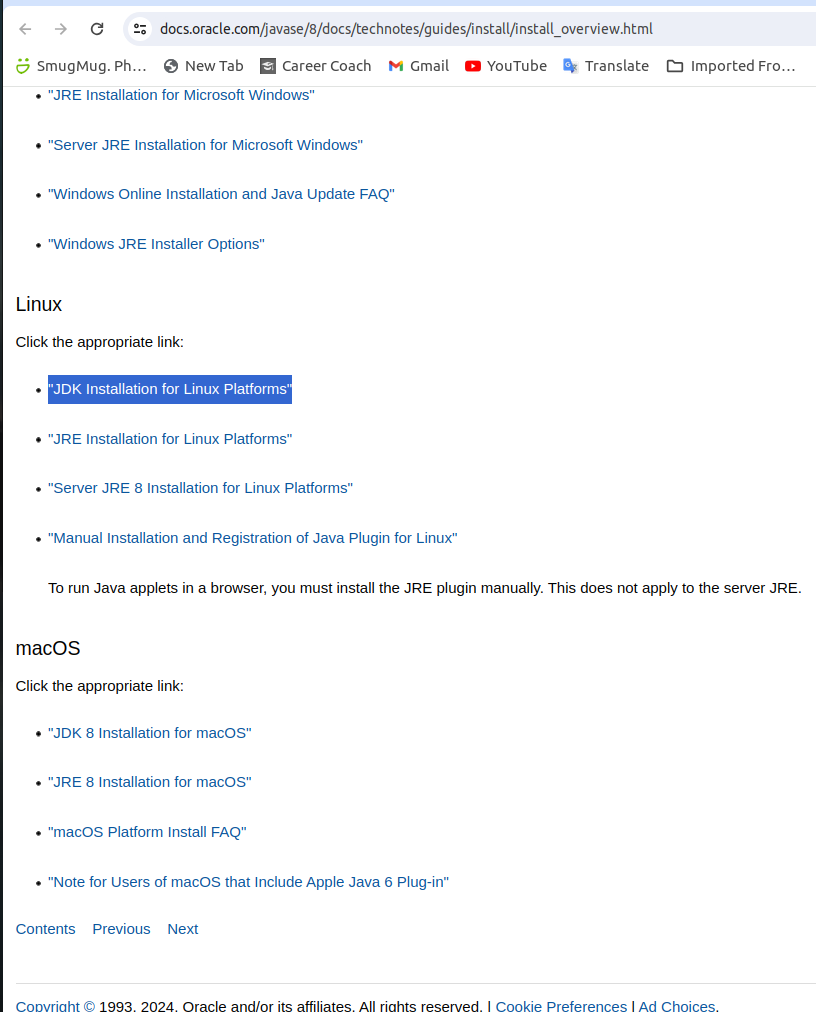 docs.oracle.com/javase/8/docs/technotes/guides/install/install_overview.html
SmugMug. Ph… New Tab Career Coach Gmail YouTube Translate Imported Fro…
"JRE Installation for Microsoft Windows"
"Server JRE Installation for Microsoft Windows"
"Windows Online Installation and Java Update FAQ"
"Windows JRE Installer Options"
Linux
Click the appropriate link:
"JDK Installation for Linux Platforms"
"JRE Installation for Linux Platforms"
"Server JRE 8 Installation for Linux Platforms"
"Manual Installation and Registration of Java Plugin for Linux"
To run Java applets in a browser, you must install the JRE plugin manually. This does not apply to the server JRE.
macOS
Click the appropriate link:
"JDK 8 Installation for macOS"
"JRE 8 Installation for macOS"
"macOS Platform Install FAQ"
"Note for Users of macOS that Include Apple Java 6 Plug-in"
Contents Previous Next
Copyright © 1993, 2024, Oracle and/or its affiliates. All rights reserved. | Cookie Preferences | Ad Choices.